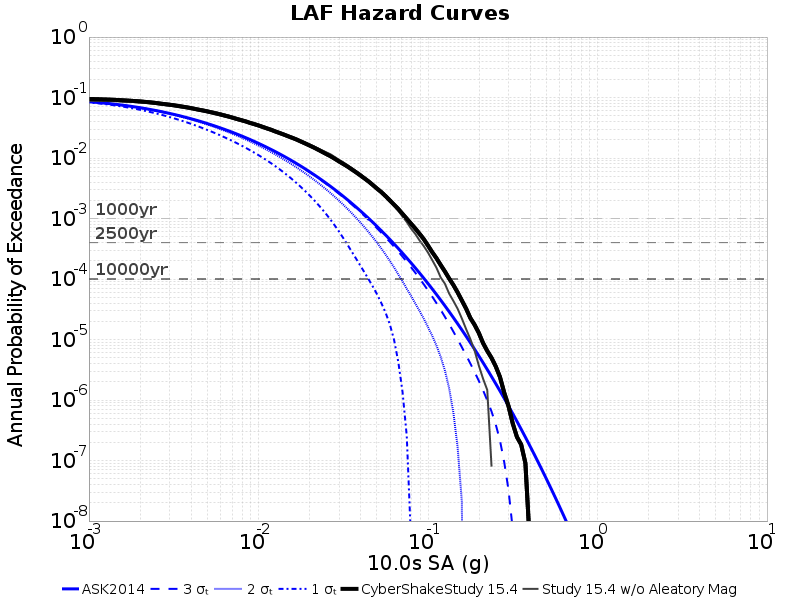 LAF Hazard Curves
Annual Probability of Exceedance
10⁰
10⁻¹
10⁻²
10⁻³
10⁻⁴
10⁻⁵
10⁻⁶
10⁻⁷
10⁻⁸
1000yr
2500yr
10000yr
10⁻³ 10⁻² 10⁻¹ 10⁰ 10¹
10.0s SA (g)
ASK2014 3 σₜ 2 σₜ 1 σₜ CyberShakeStudy 15.4 Study 15.4 w/o Aleatory Mag